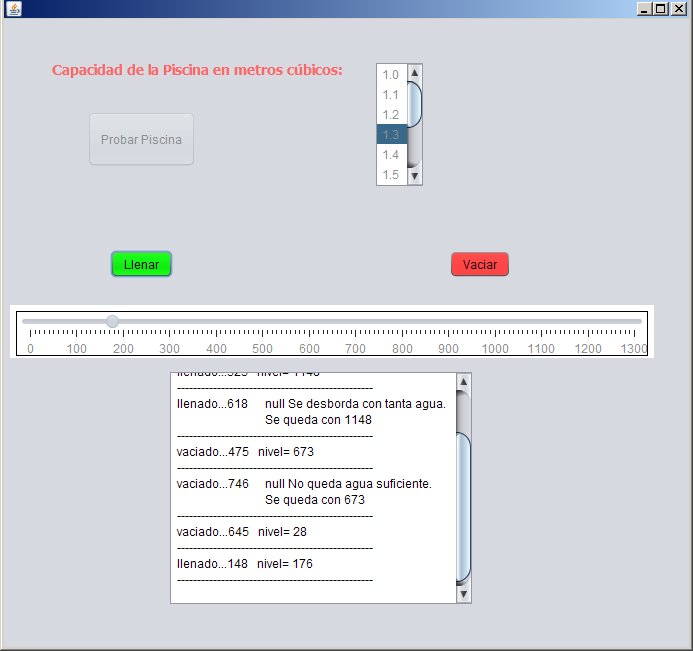 Capacidad de la Piscina en metros cúbicos:
1.0
1.1
1.2
1.3
1.4
1.5
Probar Piscina
Llenar
Vaciar
0 100 200 300 400 500 600 700 800 900 1000 1100 1200 1300
llenado...525 nivel= 1148
------------------------------------------------
llenado...618 null Se desborda con tanta agua.
Se queda con 1148
------------------------------------------------
vaciado...475 nivel= 673
------------------------------------------------
vaciado...746 null No queda agua suficiente.
Se queda con 673
------------------------------------------------
vaciado...645 nivel= 28
------------------------------------------------
llenado...148 nivel= 176
------------------------------------------------